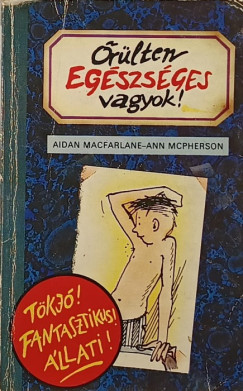 Őrülten
EGÉSZSÉGES
vagyok!
AIDAN MACFARLANE–ANN MCPHERSON
TÖKJÓ!
FANTASZTIKUS!
ÁLLATI!